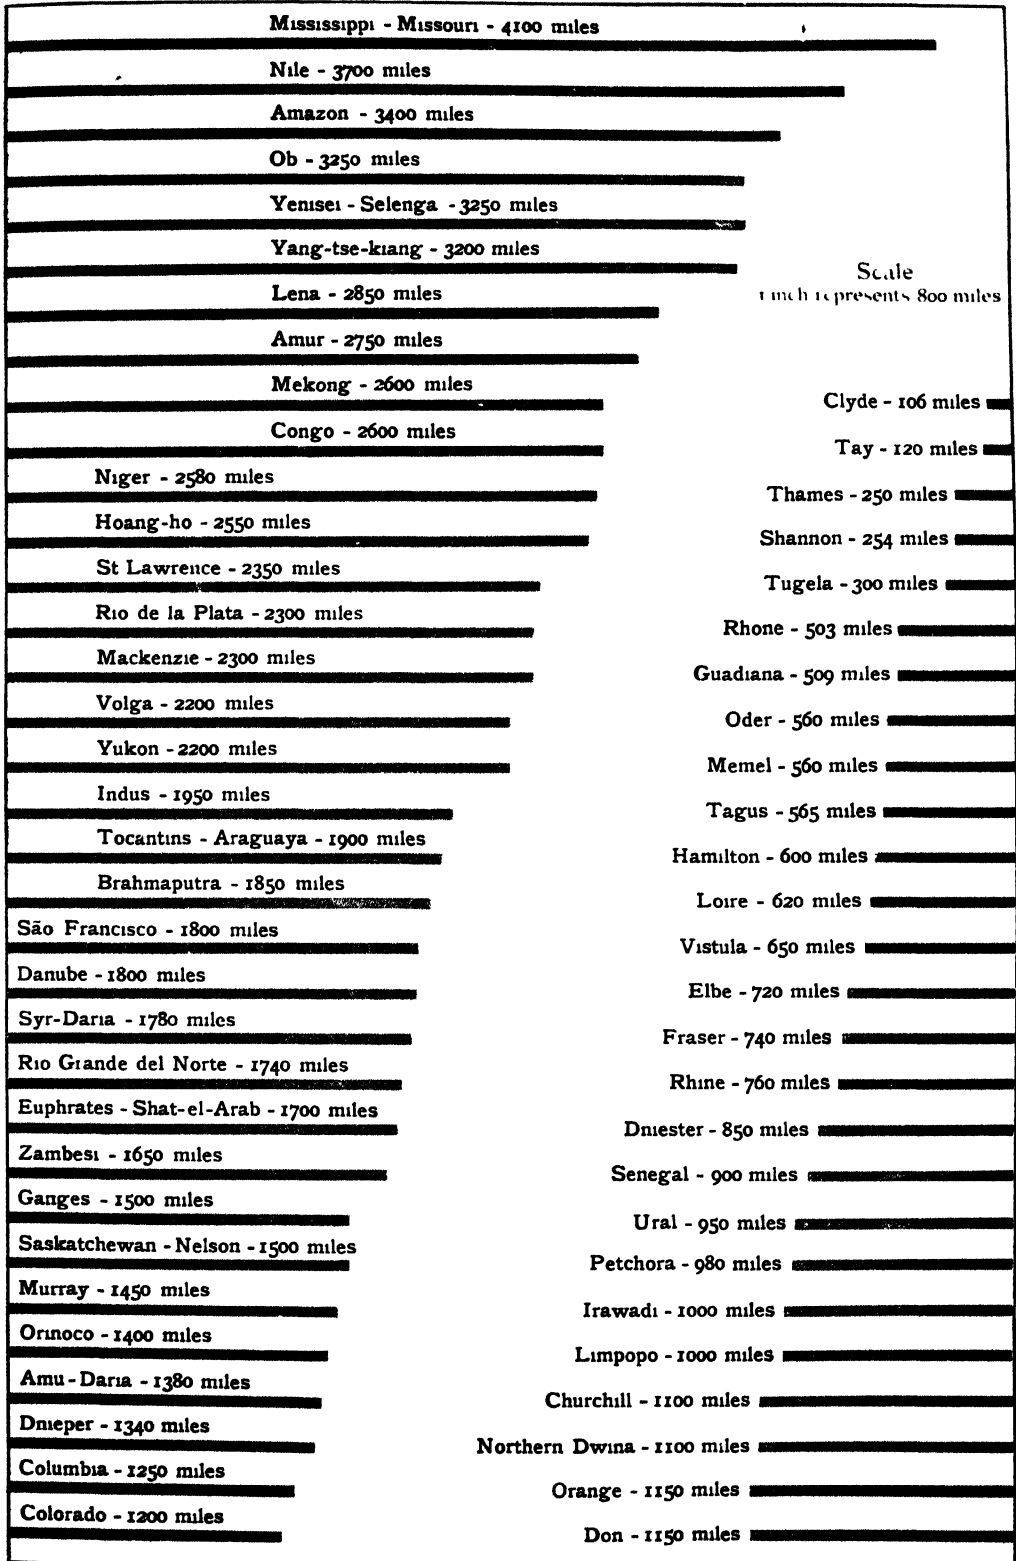 Mississippi - Missouri - 4100 miles
Nile - 3700 miles
Amazon - 3400 miles
Ob - 3250 miles
Yenisei - Selenga - 3250 miles
Yang-tse-kiang - 3200 miles
Lena - 2850 miles
Amur - 2750 miles
Mekong - 2600 miles
Congo - 2600 miles
Niger - 2580 miles
Hoang-ho - 2550 miles
St Lawrence - 2350 miles
Rio de la Plata - 2300 miles
Mackenzie - 2300 miles
Volga - 2200 miles
Yukon - 2200 miles
Indus - 1950 miles
Tocantins - Araguaya - 1900 miles
Brahmaputra - 1850 miles
São Francisco - 1800 miles
Danube - 1800 miles
Syr-Daria - 1780 miles
Rio Grande del Norte - 1740 miles
Euphrates - Shat-el-Arab - 1700 miles
Zambesi - 1650 miles
Ganges - 1500 miles
Saskatchewan - Nelson - 1500 miles
Murray - 1450 miles
Orinoco - 1400 miles
Amu-Daria - 1380 miles
Dnieper - 1340 miles
Columbia - 1250 miles
Colorado - 1200 miles
Scale
1 inch represents 800 miles
Clyde - 106 miles
Tay - 120 miles
Thames - 250 miles
Shannon - 254 miles
Tugela - 300 miles
Rhone - 503 miles
Guadiana - 509 miles
Oder - 560 miles
Memel - 560 miles
Tagus - 565 miles
Hamilton - 600 miles
Loire - 620 miles
Vistula - 650 miles
Elbe - 720 miles
Fraser - 740 miles
Rhine - 760 miles
Dniester - 850 miles
Senegal - 900 miles
Ural - 950 miles
Petchora - 980 miles
Irawadi - 1000 miles
Limpopo - 1000 miles
Churchill - 1100 miles
Northern Dwina - 1100 miles
Orange - 1150 miles
Don - 1150 miles